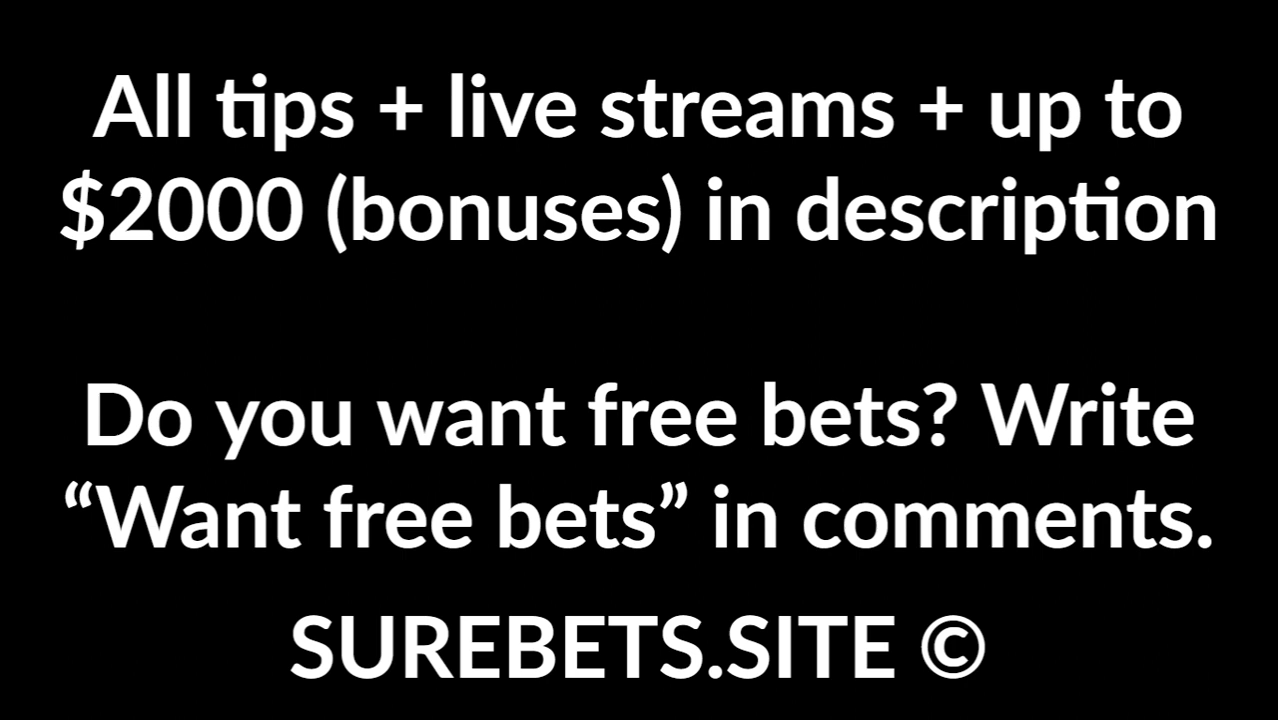 All tips + live streams + up to
$2000 (bonuses) in description
Do you want free bets? Write
“Want free bets” in comments.
SUREBETS.SITE ©